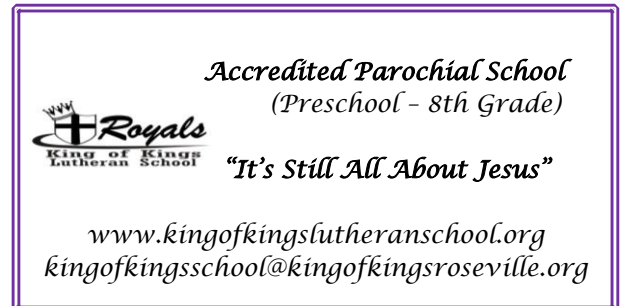 Accredited Parochial School
(Preschool – 8th Grade)
Royals
King of Kings
Lutheran School
“It’s Still All About Jesus”
www.kingofkingslutheranschool.org
kingofkingsschool@kingofkingsroseville.org